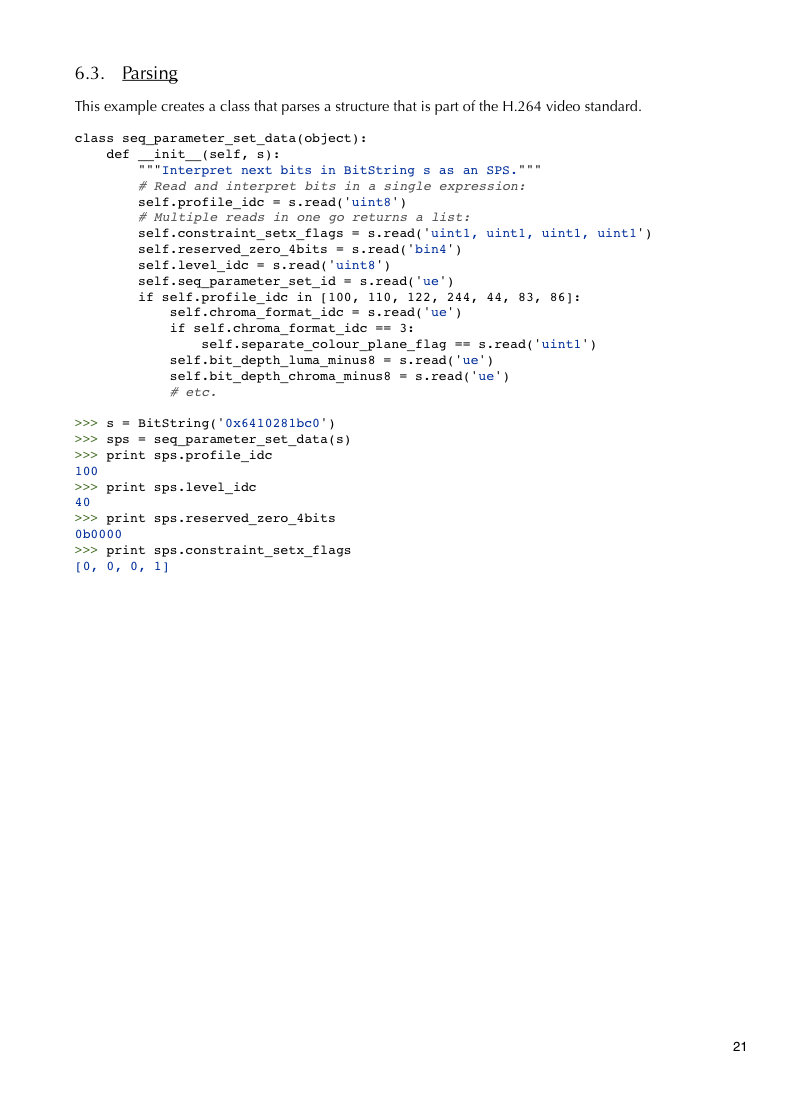 6.3. Parsing
This example creates a class that parses a structure that is part of the H.264 video standard.
class seq_parameter_set_data(object):
    def __init__(self, s):
        """Interpret next bits in BitString s as an SPS."""
        # Read and interpret bits in a single expression:
        self.profile_idc = s.read('uint8')
        # Multiple reads in one go returns a list:
        self.constraint_setx_flags = s.read('uint1, uint1, uint1, uint1')
        self.reserved_zero_4bits = s.read('bin4')
        self.level_idc = s.read('uint8')
        self.seq_parameter_set_id = s.read('ue')
        if self.profile_idc in [100, 110, 122, 244, 44, 83, 86]:
            self.chroma_format_idc = s.read('ue')
            if self.chroma_format_idc == 3:
                self.separate_colour_plane_flag == s.read('uint1')
            self.bit_depth_luma_minus8 = s.read('ue')
            self.bit_depth_chroma_minus8 = s.read('ue')
            # etc.
>>> s = BitString('0x6410281bc0')
>>> sps = seq_parameter_set_data(s)
>>> print sps.profile_idc
100
>>> print sps.level_idc
40
>>> print sps.reserved_zero_4bits
0b0000
>>> print sps.constraint_setx_flags
[0, 0, 0, 1]
21